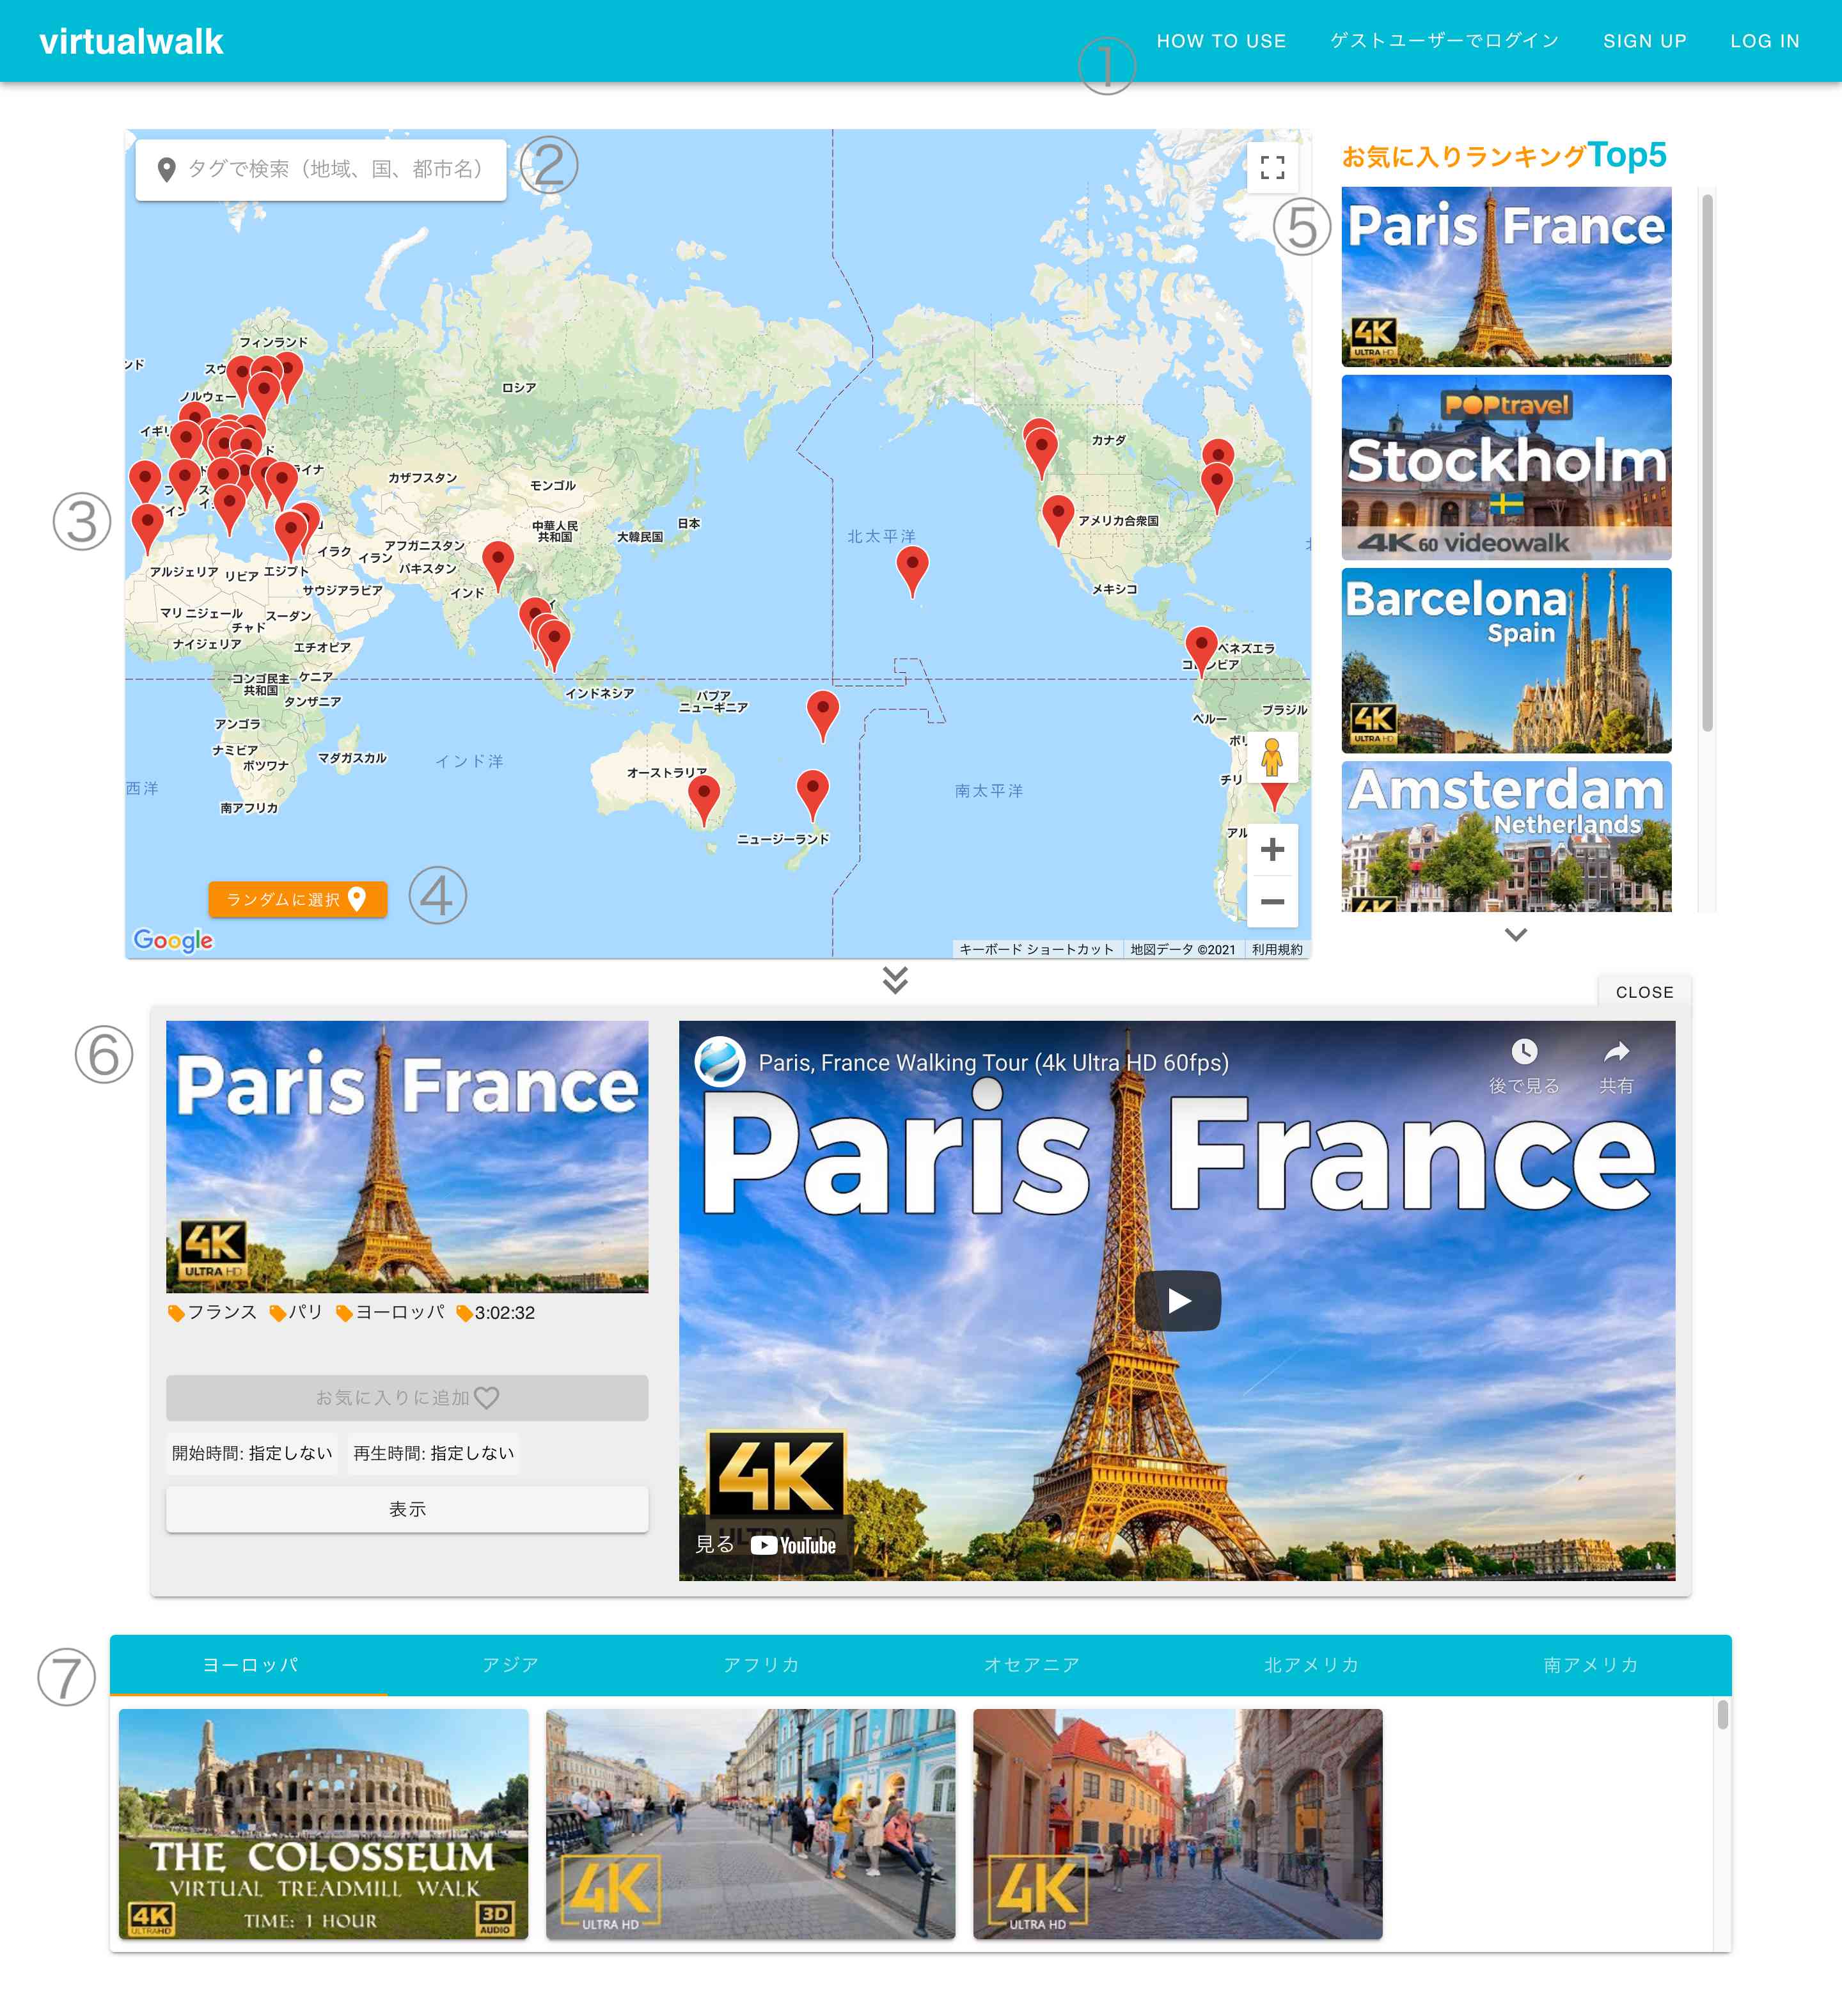 virtualwalk
①
HOW TO USE
ゲストユーザーでログイン
SIGN UP
LOG IN
タグで検索（地域、国、都市名）
②
お気に入りランキングTop5
⑤
Paris France
4K
ULTRA HD
POPtravel
Stockholm
4K 60 videowalk
Barcelona
Spain
4K
ULTRA HD
Amsterdam
Netherlands
4K
③
フィンランド
ンド
スウ
ノルウェー
イギリ
ロシア
カナダ
ド
ライナ
フランス
カザフスタン
モンゴル
イン
イ
中華人民
共和国
大韓民国
日本
アメリカ合衆国
北太平洋
イラク
アフガニスタン
イラン
パキスタン
アルジェリア
リビア
エジプト
サウジアラビア
インド
メキシコ
マリ
ニジェール
スーダン
チャド
ナイジェリア
エチオピア
イ
ベネズエラ
コロンビア
コンゴ民主
共和国
ケニア
タンザニア
インドネシア
パプア
ニューギニア
ブラジル
ペルー
アンゴラ
ナミビア
ボツワナ
マダガスカル
インド洋
オーストラリア
南太平洋
ボリ
チリ
西洋
南アフリカ
ニュージーランド
アル
ランダムに選択
④
Google
キーボード ショートカット
地図データ ©2021
利用規約
CLOSE
⑥
Paris France
4K
ULTRA HD
フランス パリ ヨーロッパ 3:02:32
お気に入りに追加
開始時間: 指定しない
再生時間: 指定しない
表示
Paris, France Walking Tour (4k Ultra HD 60fps)
後で見る
共有
Paris France
4K
ULTRA HD
見る YouTube
⑦
ヨーロッパ
アジア
アフリカ
オセアニア
北アメリカ
南アメリカ
THE COLOSSEUM
VIRTUAL TREADMILL WALK
TIME: 1 HOUR
4K
ULTRAHD
3D
AUDIO
4K
ULTRA HD
4K
ULTRA HD